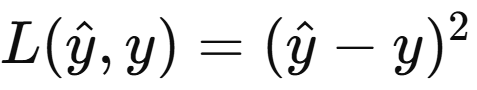 L(ŷ, y) = (ŷ − y)²